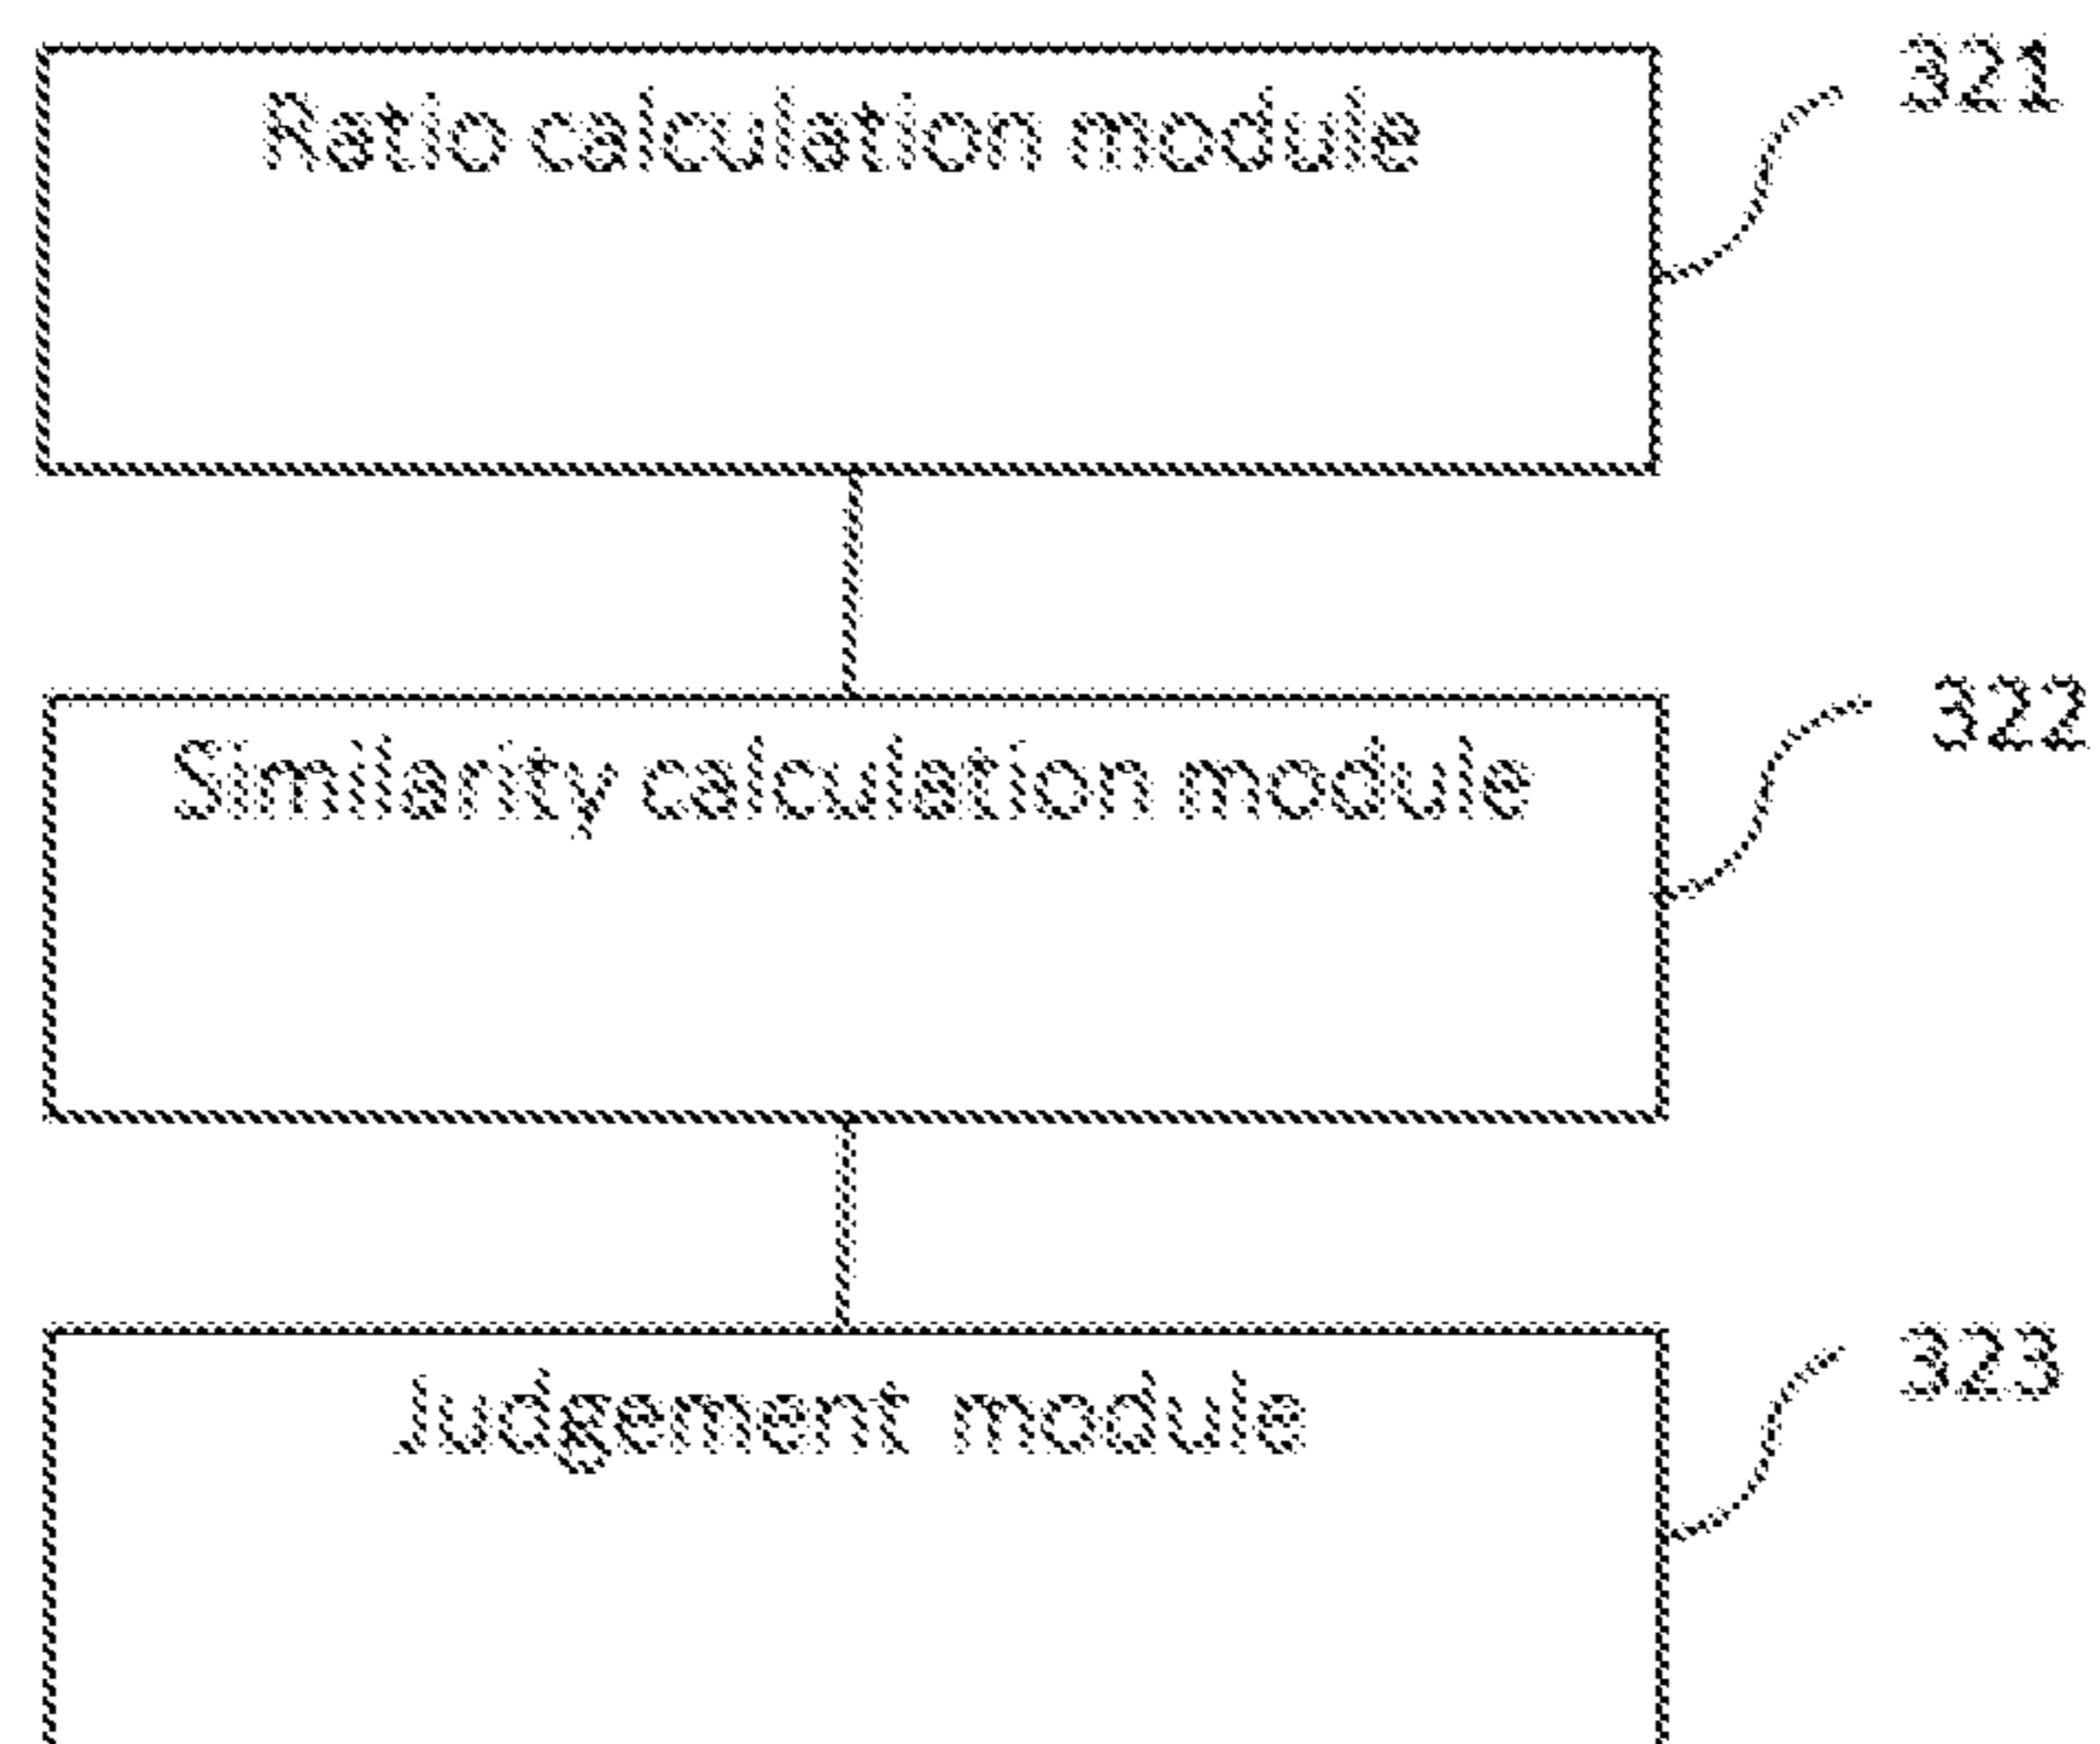 Ratio calculation module
321
Similarity calculation module
322
Judgement module
323